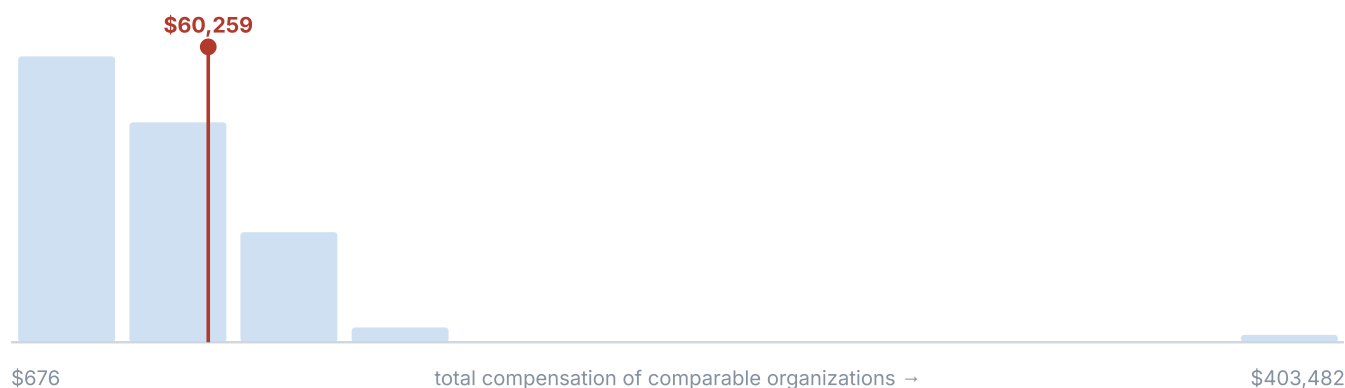 $60,259
$676 total compensation of comparable organizations → $403,482